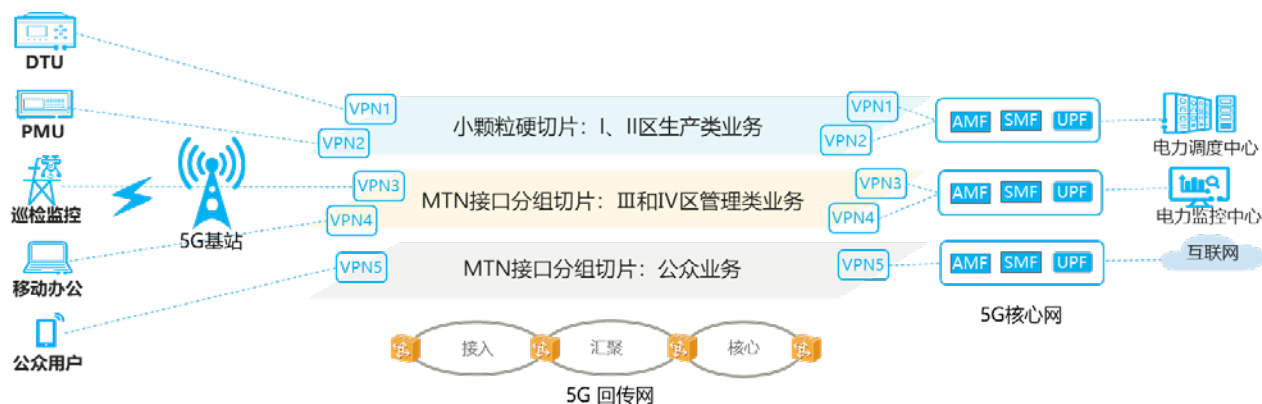 DTU
PMU
巡检监控
移动办公
公众用户
5G基站
VPN1
VPN2
小颗粒硬切片：I、II区生产类业务
VPN1
VPN2
VPN3
VPN4
MTN接口分组切片：Ⅲ和IV区管理类业务
VPN3
VPN4
VPN5
MTN接口分组切片：公众业务
VPN5
AMF SMF UPF
AMF SMF UPF
AMF SMF UPF
5G核心网
电力调度中心
电力监控中心
互联网
接入
汇聚
核心
5G 回传网